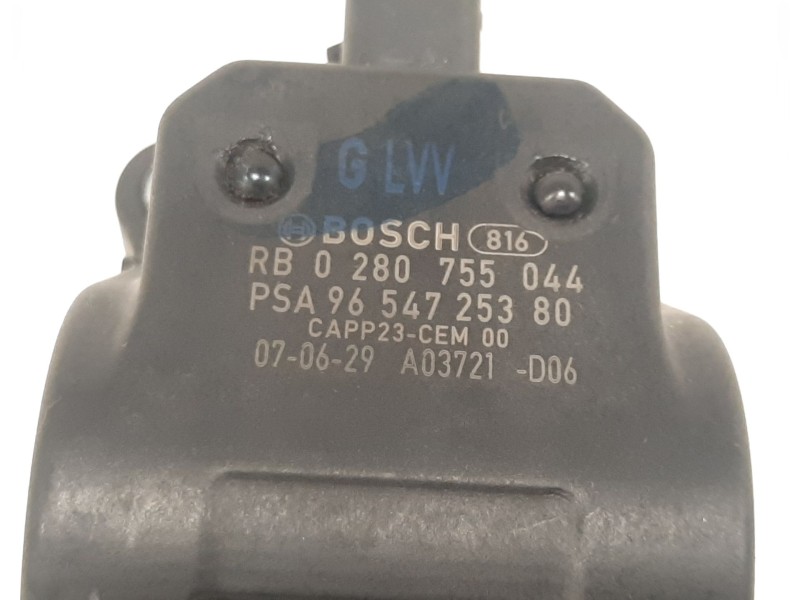 G LVV
BOSCH 816
RB 0 280 755 044
PSA 96 547 253 80
CAPP23-CEM 00
07-06-29 A03721 -D06